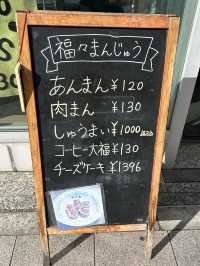 福々まんじゅう
あんまん ¥120
肉まん ¥130
しゅうまい ¥1000
コーヒー大福 ¥130
チーズケーキ ¥1396